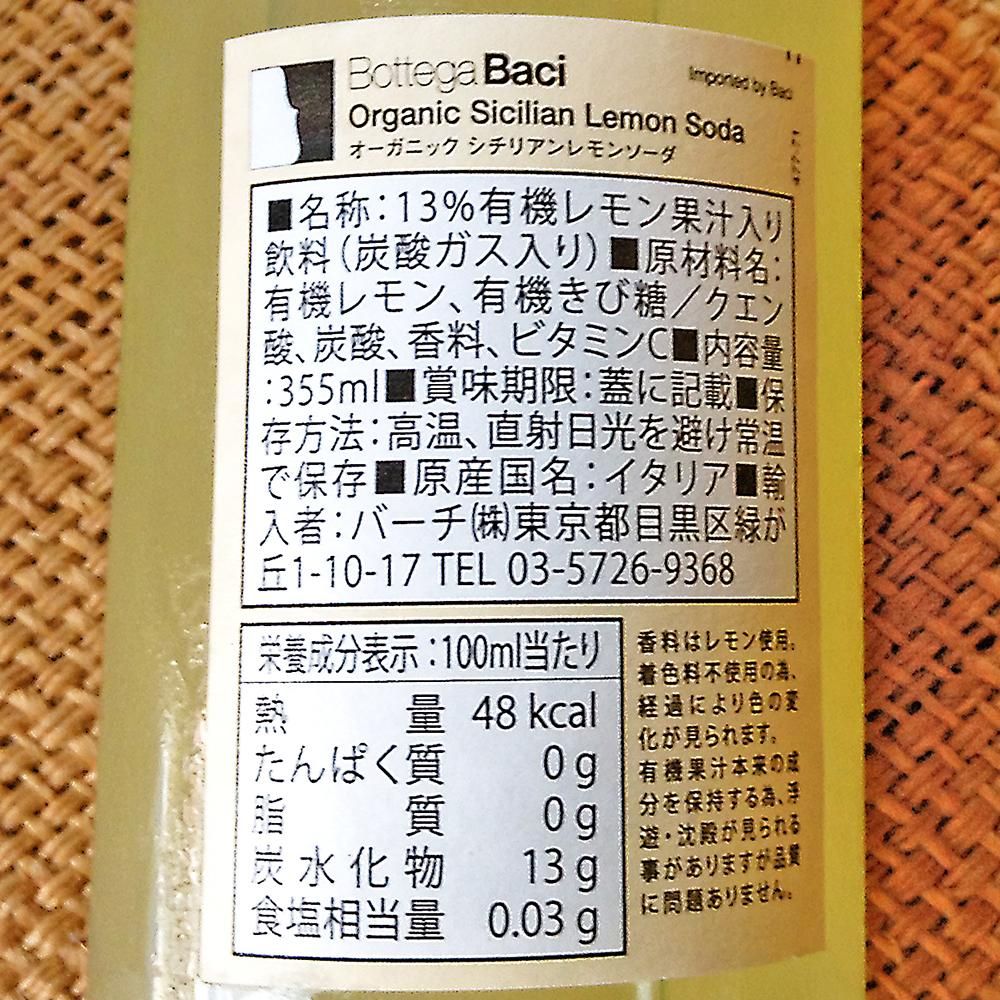 Bottega Baci
Imported by Baci
Organic Sicilian Lemon Soda
オーガニック シチリアンレモンソーダ
■名称：13%有機レモン果汁入り
飲料（炭酸ガス入り）■原材料名：
有機レモン、有機きび糖／クエン
酸、炭酸、香料、ビタミンC■内容量
：355ml■賞味期限：蓋に記載■保
存方法：高温、直射日光を避け常温
で保存■原産国名：イタリア■輸
入者：バーチ㈱東京都目黒区緑が
丘1-10-17 TEL 03-5726-9368
栄養成分表示：100ml当たり
熱量 48 kcal
たんぱく質 0 g
脂質 0 g
炭水化物 13 g
食塩相当量 0.03 g
香料はレモン使用。
着色料不使用の為、
経過により色の変
化が見られます。
有機果汁本来の成
分を保持する為、浮
遊・沈殿が見られる
事がありますが品質
に問題ありません。